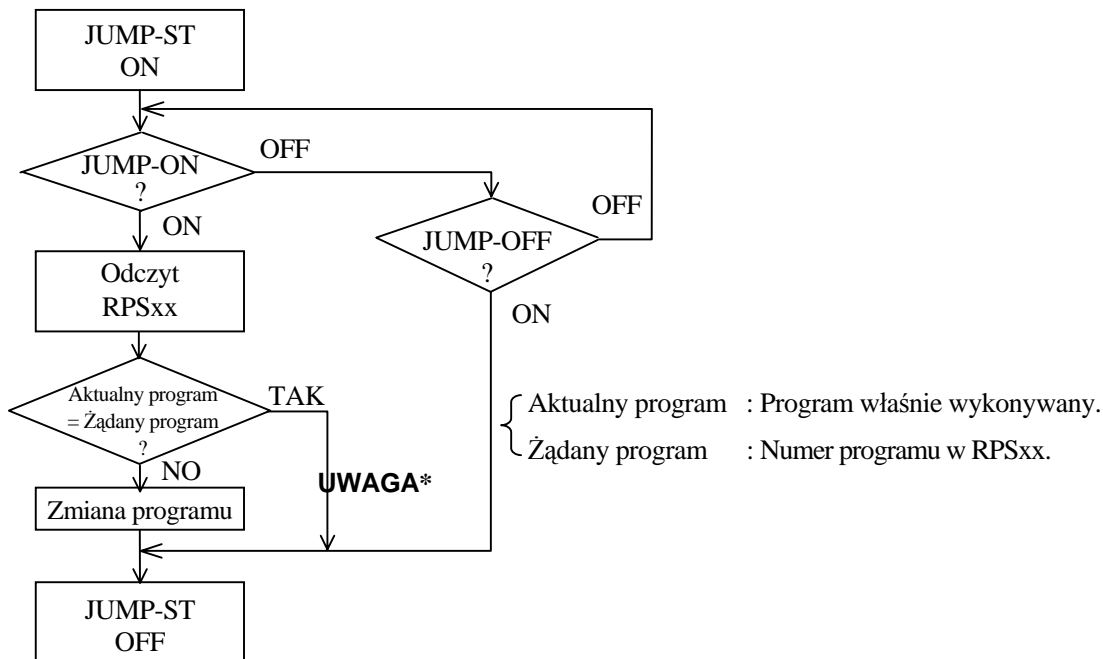 JUMP-ST
ON
JUMP-ON
?
OFF
ON
JUMP-OFF
?
OFF
ON
Odczyt
RPSxx
Aktualny program
= Żądany program
?
TAK
NO
UWAGA*
Zmiana programu
JUMP-ST
OFF
Aktualny program : Program właśnie wykonywany.
Żądany program : Numer programu w RPSxx.